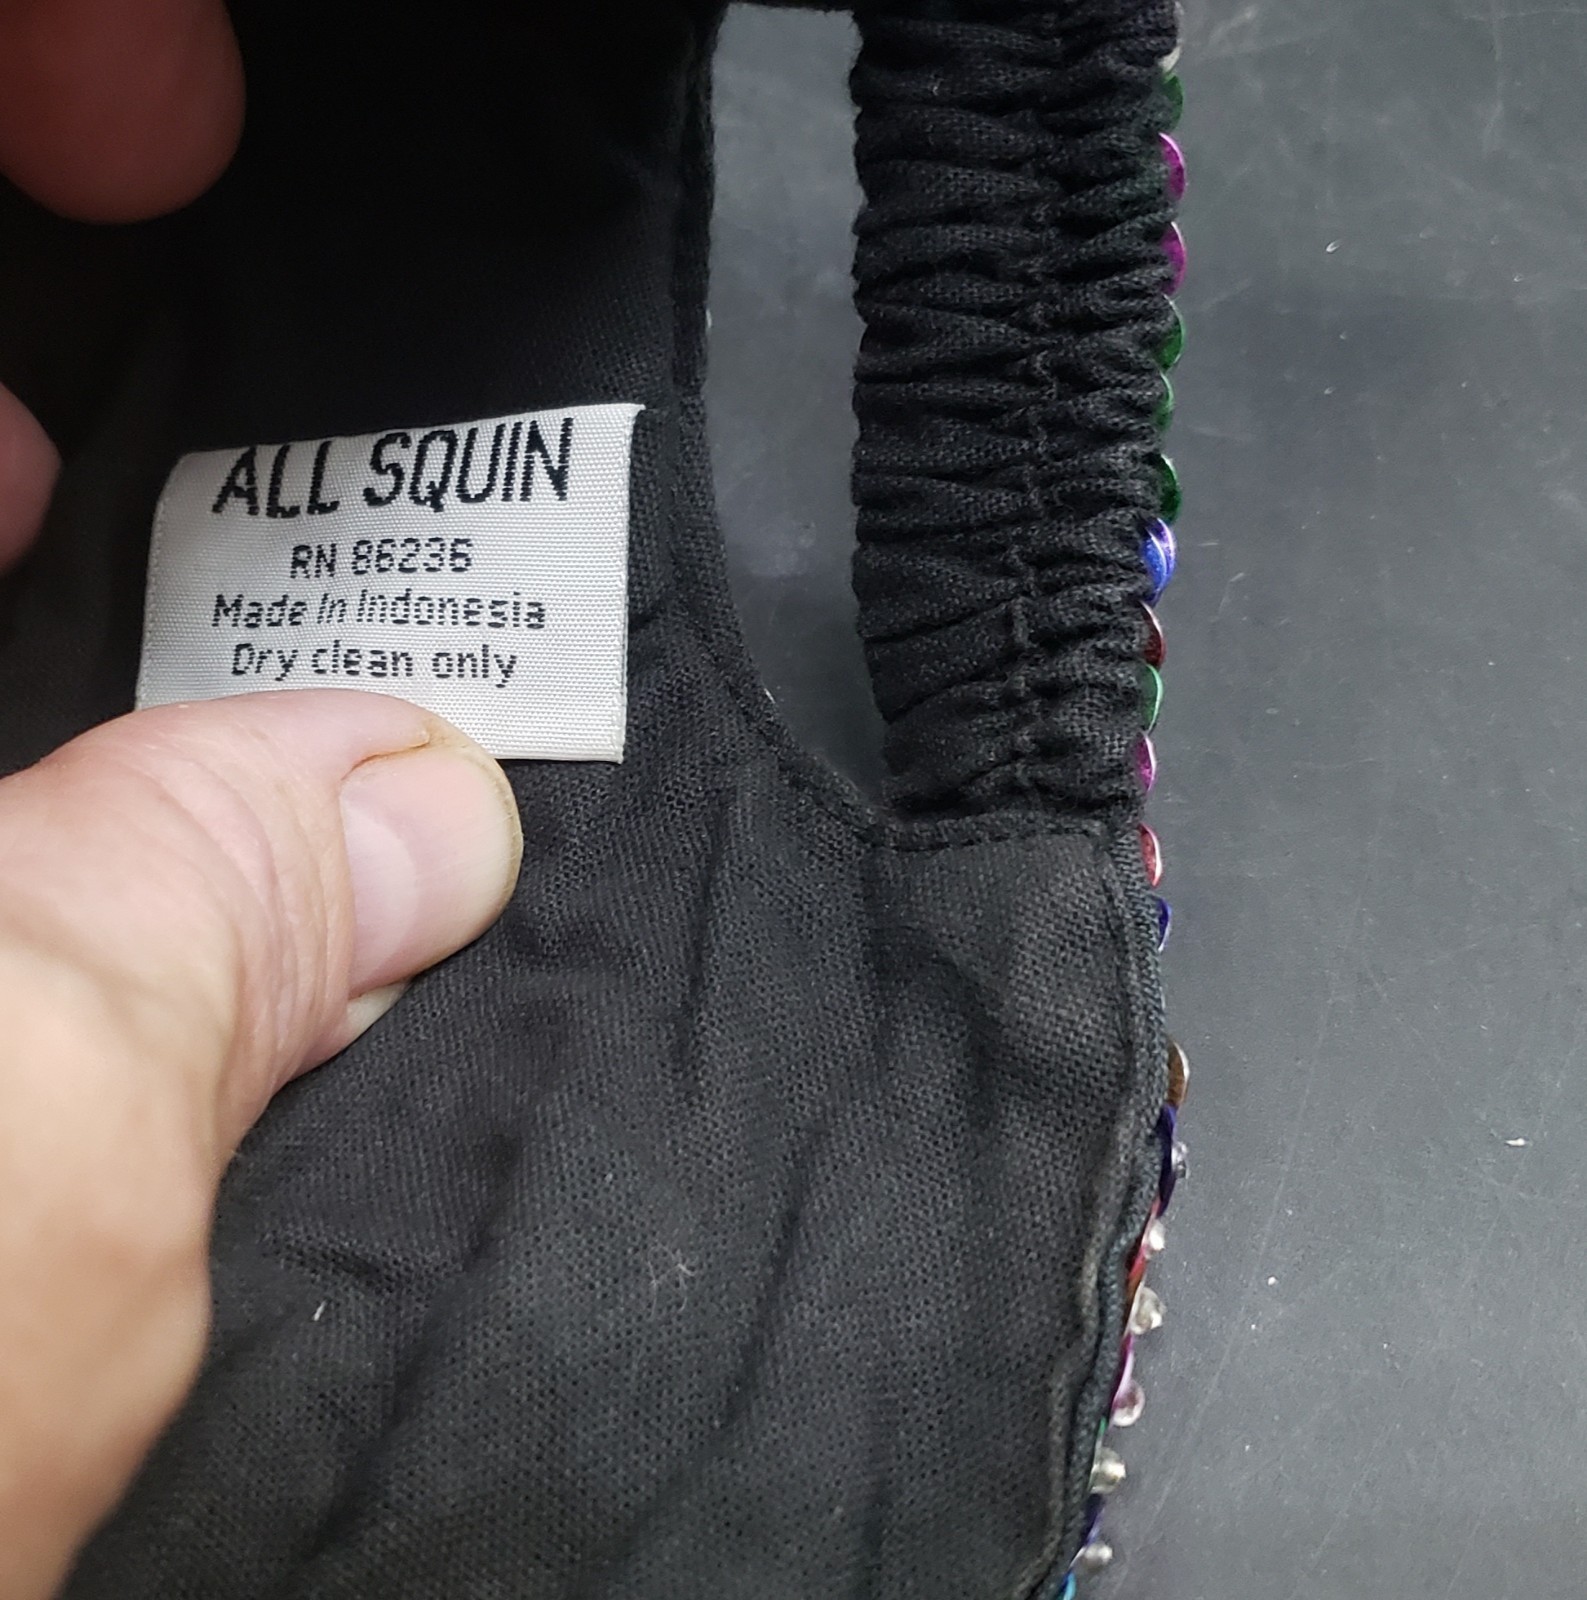 ALL SQUIN
RN 86236
Made In Indonesia
Dry clean only